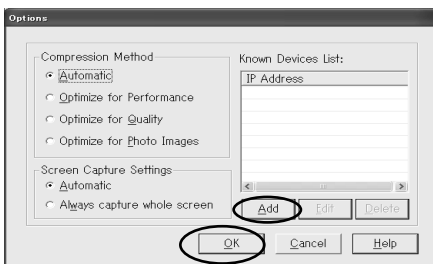 Options
Compression Method
Automatic
Optimize for Performance
Optimize for Quality
Optimize for Photo Images
Screen Capture Settings
Automatic
Always capture whole screen
Known Devices List:
IP Address
Add Edit Delete
OK Cancel Help